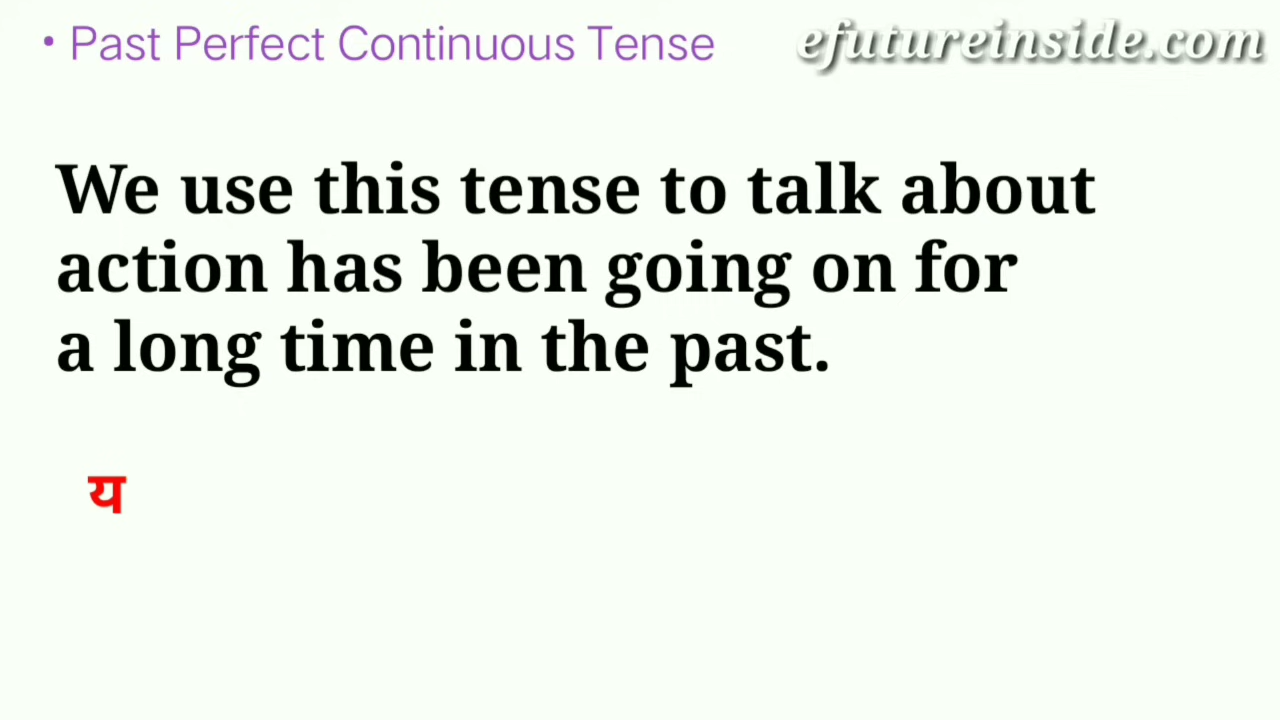 • Past Perfect Continuous Tense
efutureinside.com
We use this tense to talk about
action has been going on for
a long time in the past.
य